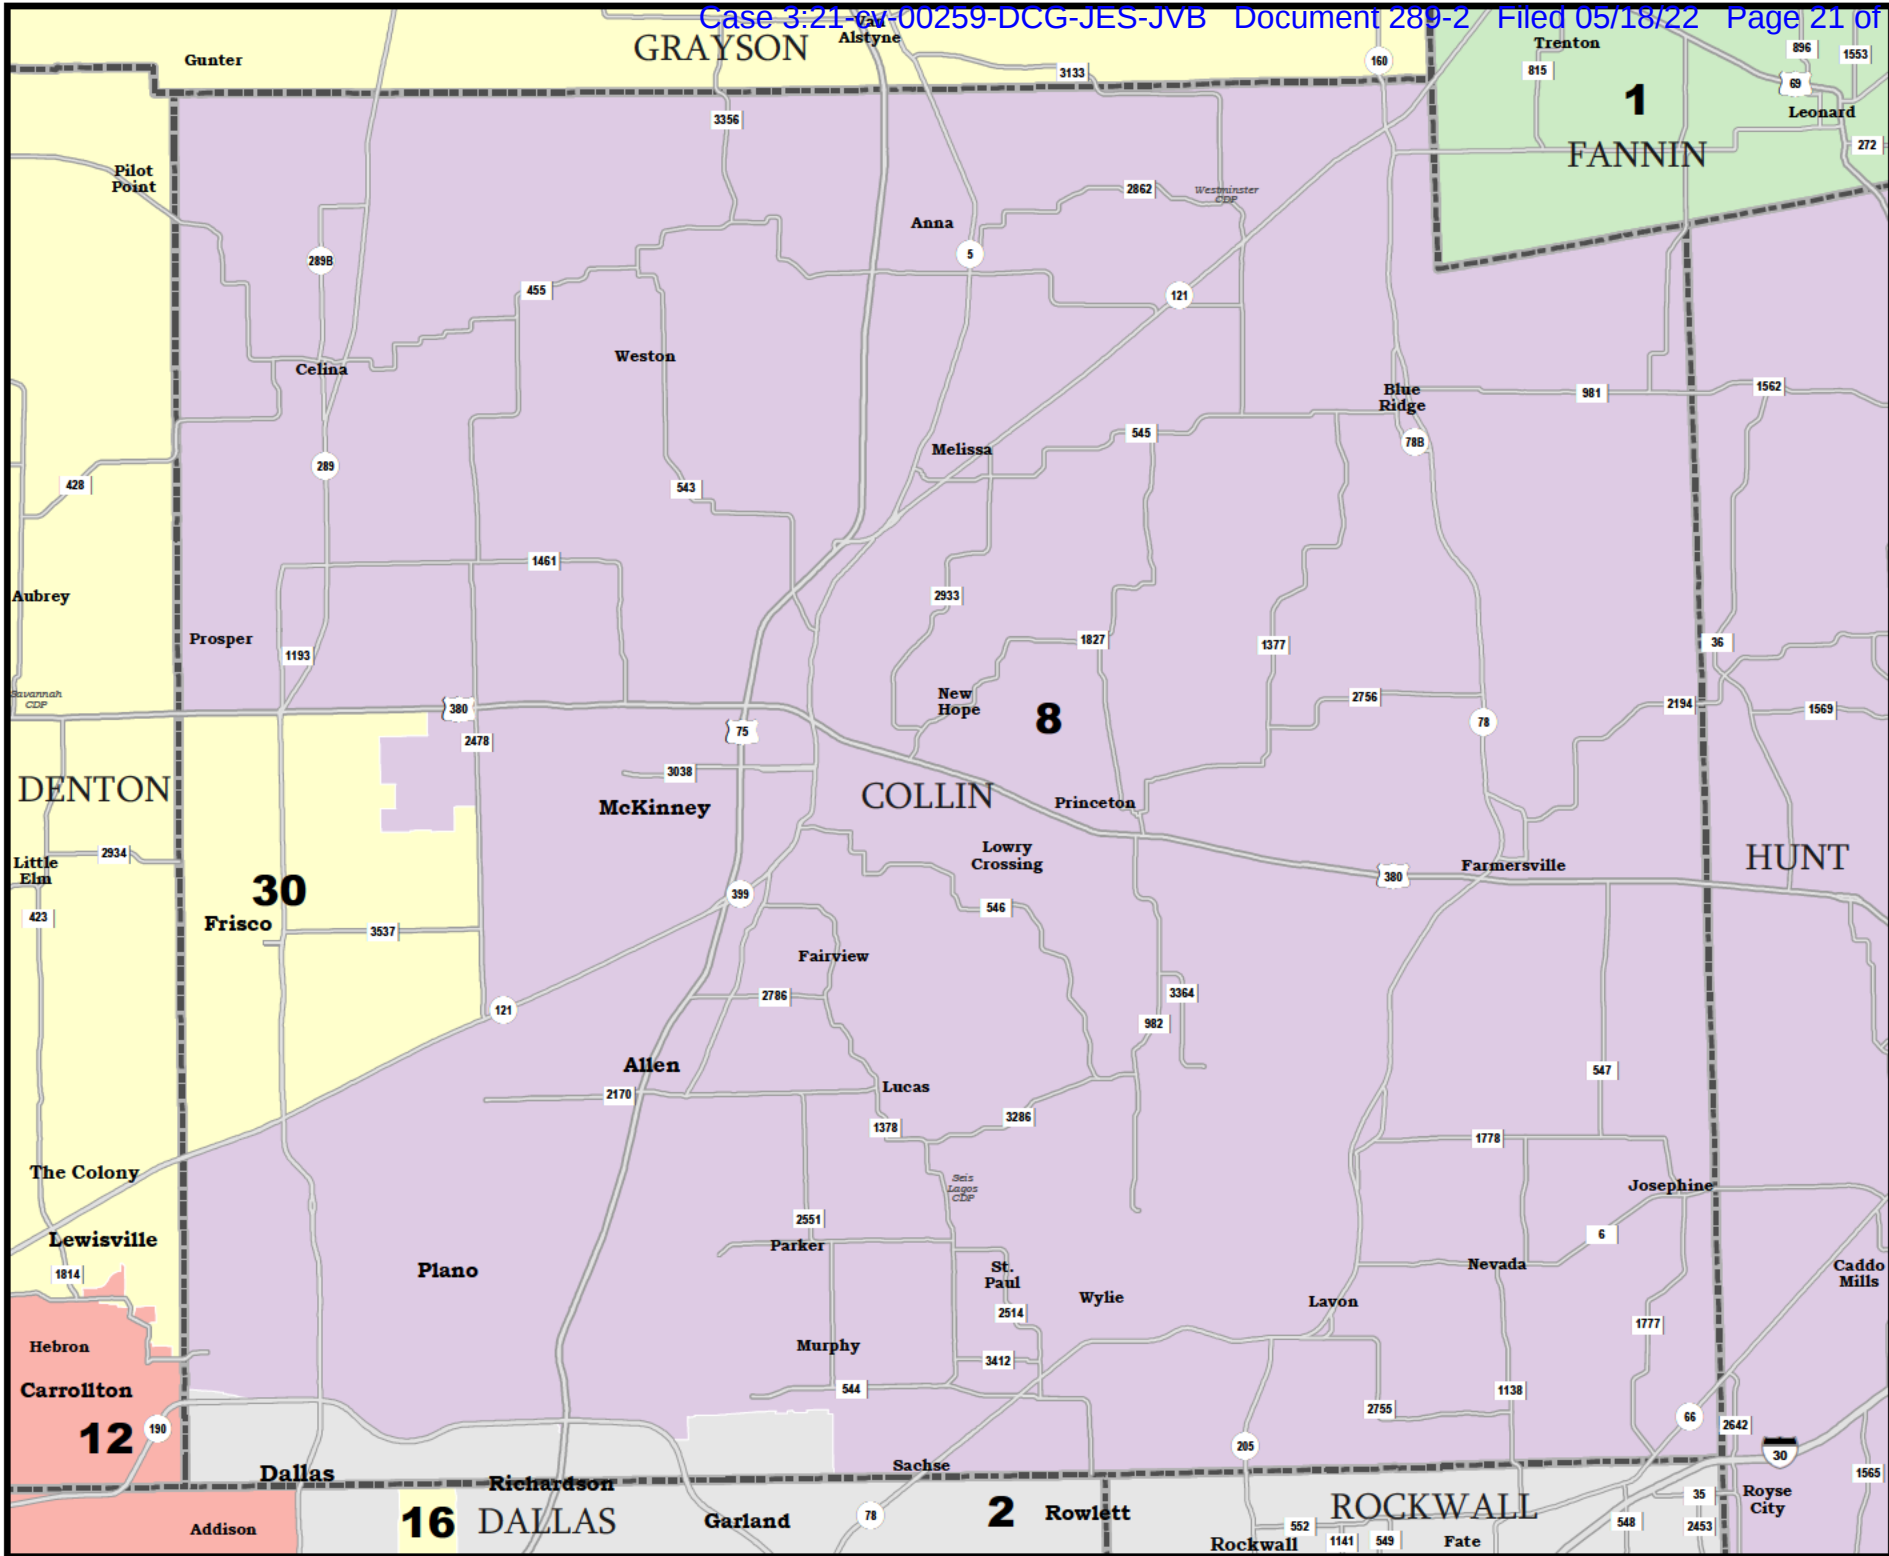 Case 3:21-cv-00259-DCG-JES-JVB Document 289-2 Filed 05/18/22 Page 21 of
GRAYSON
Van
Alstyne
Gunter
Trenton
896
1553
160
3133
815
69
1
Leonard
3356
FANNIN
272
Pilot
Point
2862
Westminster
CDP
Anna
5
289B
455
121
Weston
Celina
Blue
Ridge
981
1562
545
78B
Melissa
289
428
543
1461
Aubrey
2933
Prosper
1827
1377
36
1193
Savannah
CDP
New
Hope
2756
380
8
2194
1569
75
78
2478
3038
DENTON
McKinney
COLLIN
Princeton
2934
Little
Elm
Lowry
Crossing
Farmersville
HUNT
380
30
399
423
Frisco
3537
546
Fairview
2786
3364
121
982
Allen
547
2170
Lucas
3286
1378
1778
The Colony
Seis
Lagos
CDP
Josephine
2551
6
Lewisville
Parker
1814
Plano
St.
Paul
Nevada
Caddo
Mills
Wylie
Lavon
2514
1777
Hebron
Murphy
3412
Carrollton
544
1138
2755
66
12
190
2642
205
30
Sachse
Dallas
Richardson
1565
16
DALLAS
Garland
78
2
Rowlett
ROCKWALL
35
Royse
City
Addison
552
548
2453
Rockwall
1141
549
Fate